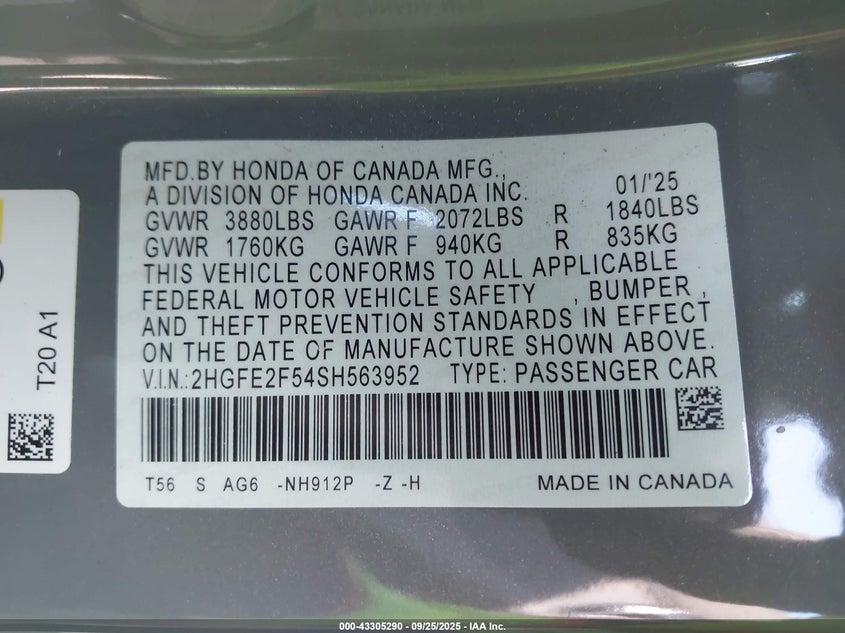 MFD.BY HONDA OF CANADA MFG.,
A DIVISION OF HONDA CANADA INC. 01/'25
GVWR 3880LBS GAWR F 2072LBS R 1840LBS
GVWR 1760KG GAWR F 940KG R 835KG
THIS VEHICLE CONFORMS TO ALL APPLICABLE
FEDERAL MOTOR VEHICLE SAFETY , BUMPER ,
AND THEFT PREVENTION STANDARDS IN EFFECT
ON THE DATE OF MANUFACTURE SHOWN ABOVE.
V.I.N.:2HGFE2F54SH563952 TYPE: PASSENGER CAR
T56 S AG6 -NH912P -Z -H MADE IN CANADA
T20 A1
000-43305290 - 09/25/2025 - IAA Inc.